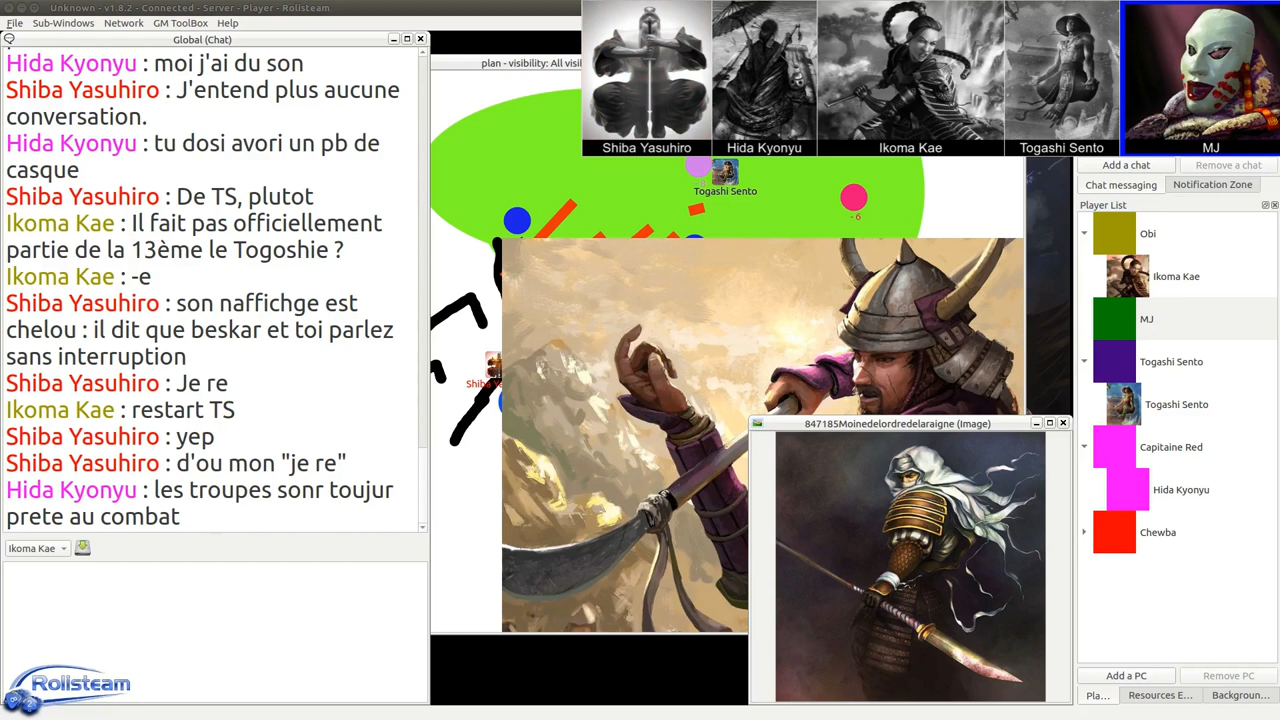 Unknown - v1.8.2 - Connected - Server - Player - Rolisteam
File Sub-Windows Network GM ToolBox Help
Global (Chat)
Hida Kyonyu : moi j'ai du son
Shiba Yasuhiro : J'entend plus aucune
conversation.
Hida Kyonyu : tu dosi avori un pb de
casque
Shiba Yasuhiro : De TS, plutot
Ikoma Kae : Il fait pas officiellement
partie de la 13ème le Togoshie ?
Ikoma Kae : -e
Shiba Yasuhiro : son naffichge est
chelou : il dit que beskar et toi parlez
sans interruption
Shiba Yasuhiro : Je re
Ikoma Kae : restart TS
Shiba Yasuhiro : yep
Shiba Yasuhiro : d'ou mon "je re"
Hida Kyonyu : les troupes sonr toujur
prete au combat
Ikoma Kae
Rolisteam
plan - visibility: All visi
Togashi Sento
- 6
Shiba Ya
847185Moinedelordredelaraigne (Image)
Shiba Yasuhiro
Hida Kyonyu
Ikoma Kae
Togashi Sento
MJ
Add a chat
Remove a chat
Chat messaging
Notification Zone
Player List
Obi
Ikoma Kae
MJ
Togashi Sento
Togashi Sento
Capitaine Red
Hida Kyonyu
Chewba
Add a PC
Remove PC
Pla...
Resources E...
Backgroun...